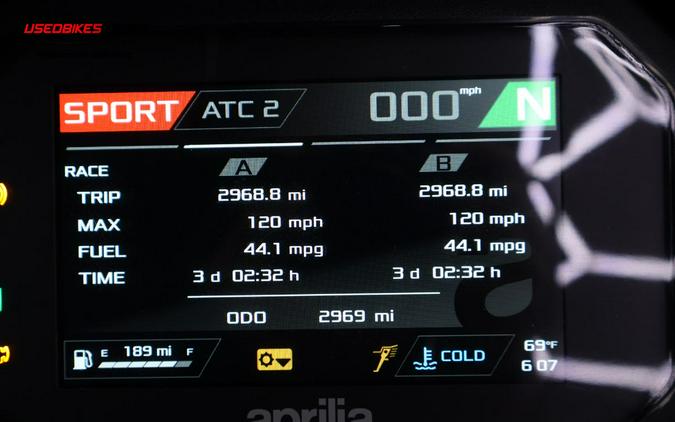 USEDBIKES
SPORT ATC 2 000 mph N
RACE A B
TRIP 2968.8 mi 2968.8 mi
MAX 120 mph 120 mph
FUEL 44.1 mpg 44.1 mpg
TIME 3 d 02:32 h 3 d 02:32 h
ODO 2969 mi
E 189 mi F COLD 69°F
6 07
aprilia